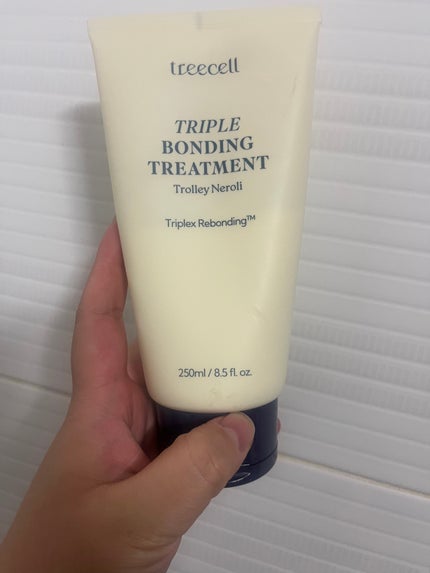 treecell
TRIPLE
BONDING
TREATMENT
Trolley Neroli
Triplex Rebonding™
250ml / 8.5 fl. oz.